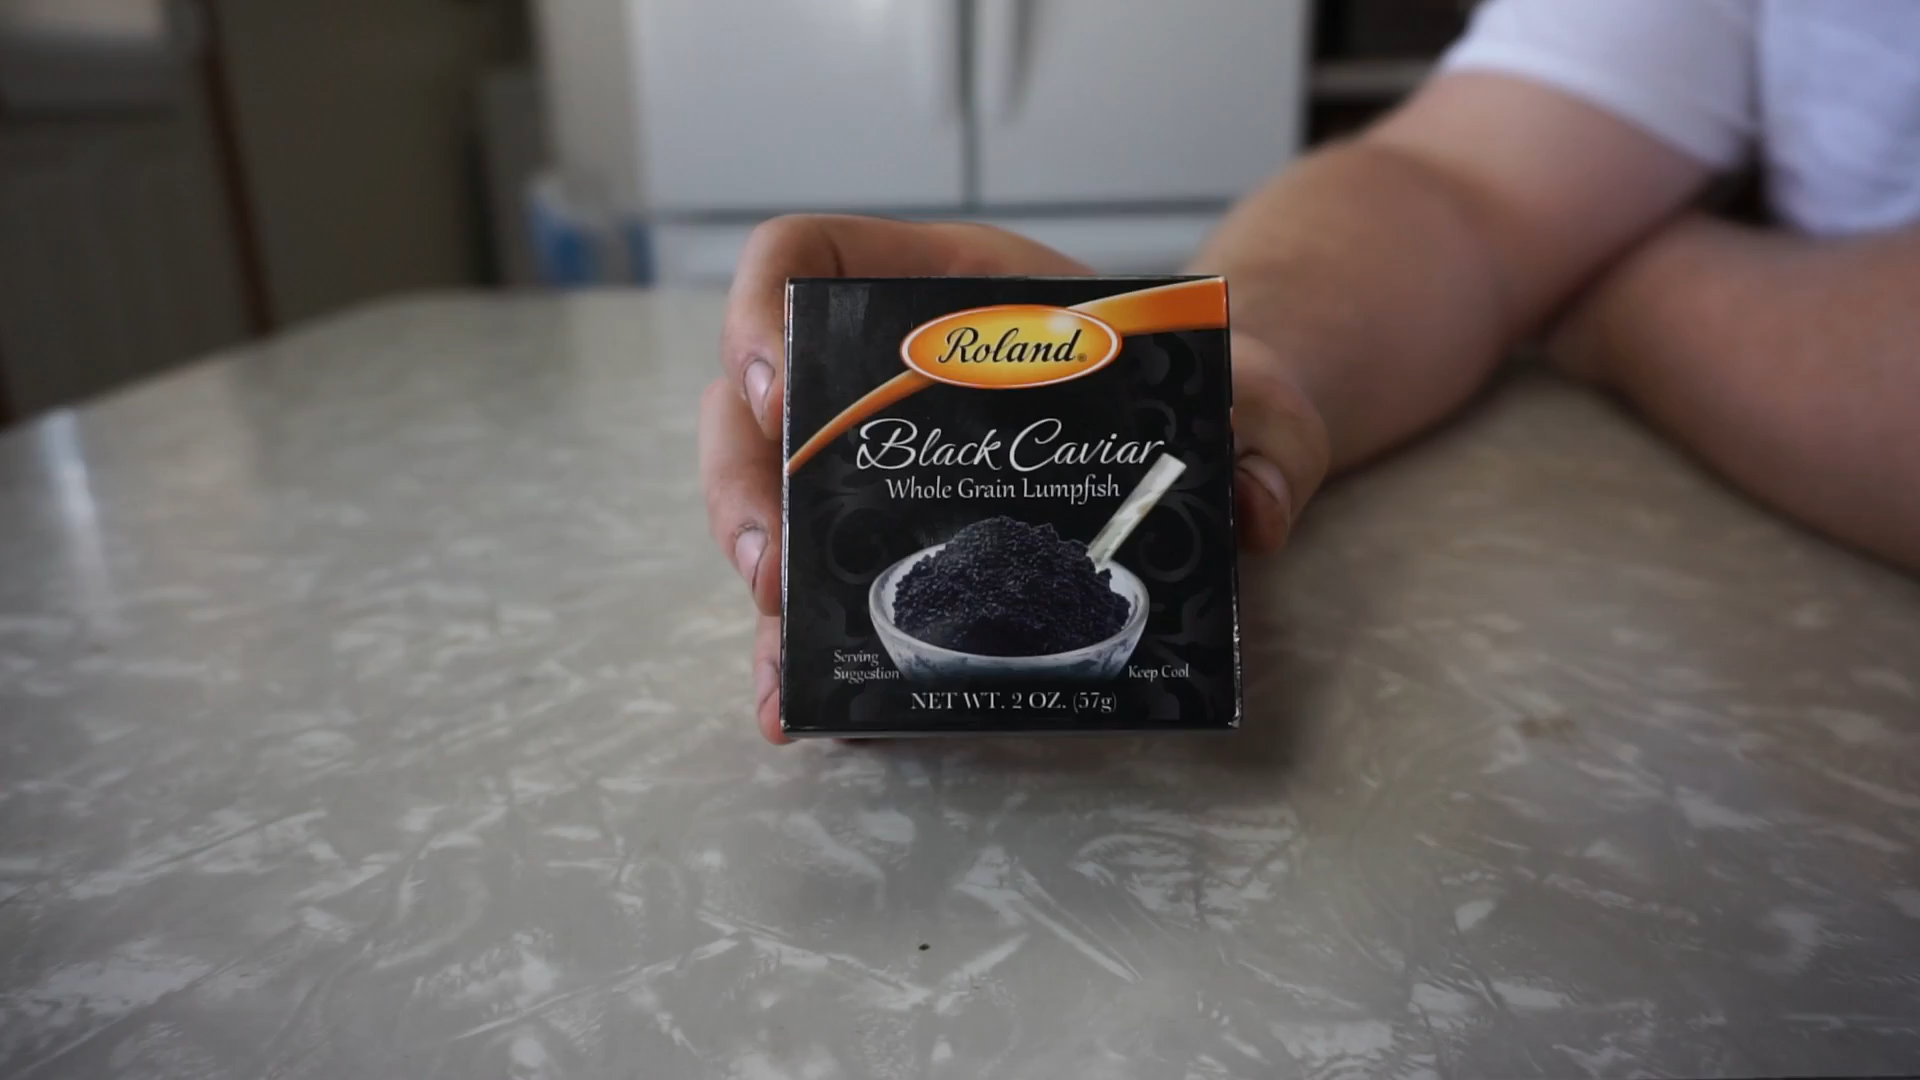 Roland®
Black Caviar
Whole Grain Lumpfish
Serving
Suggestion
Keep Cool
NET WT. 2 OZ. (57g)